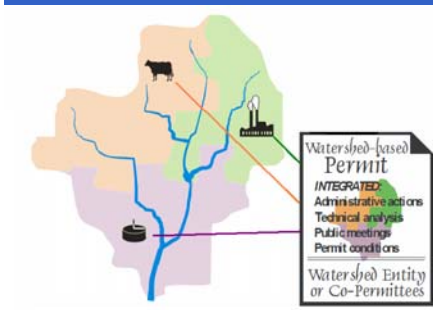 Watershed-based
Permit
INTEGRATED:
Administrative actions
Technical analysis
Public meetings
Permit conditions
Watershed Entity
or Co-Permittees